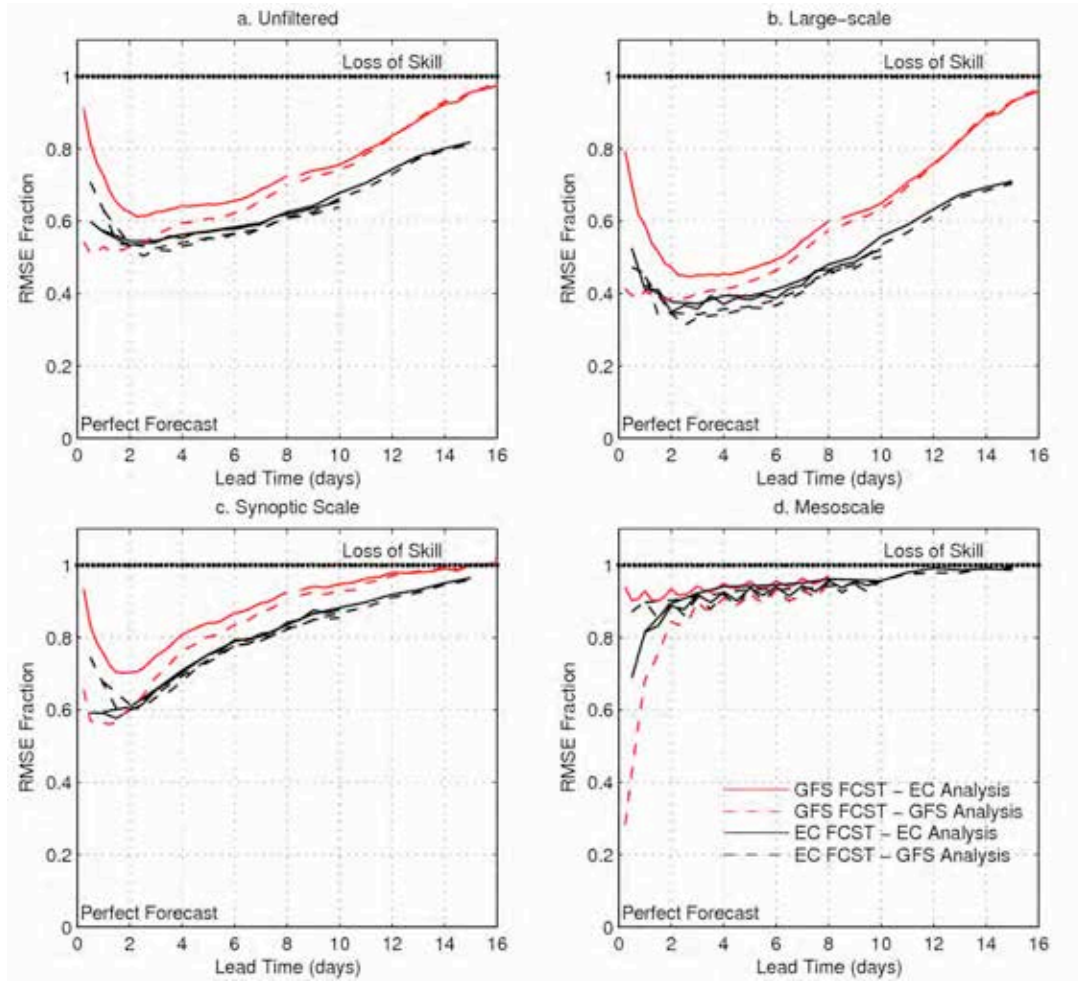 a. Unfiltered
1
0.8
0.6
0.4
0.2
0
RMSE Fraction
Loss of Skill
Perfect Forecast
0 2 4 6 8 10 12 14 16
Lead Time (days)
b. Large-scale
1
0.8
0.6
0.4
0.2
0
RMSE Fraction
Loss of Skill
Perfect Forecast
0 2 4 6 8 10 12 14 16
Lead Time (days)
c. Synoptic Scale
1
0.8
0.6
0.4
0.2
0
RMSE Fraction
Loss of Skill
Perfect Forecast
0 2 4 6 8 10 12 14 16
Lead Time (days)
d. Mesoscale
1
0.8
0.6
0.4
0.2
0
RMSE Fraction
Loss of Skill
GFS FCST - EC Analysis
GFS FCST - GFS Analysis
EC FCST - EC Analysis
EC FCST - GFS Analysis
Perfect Forecast
0 2 4 6 8 10 12 14 16
Lead Time (days)